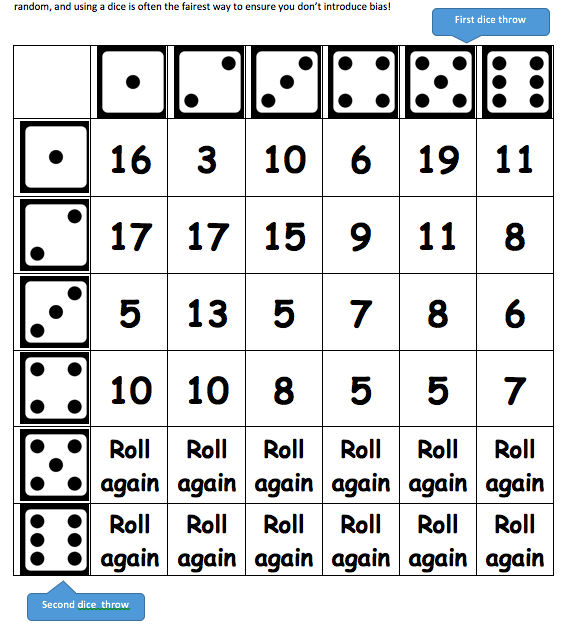 random, and using a dice is often the fairest way to ensure you don't introduce bias!
First dice throw
16 3 10 6 19 11
17 17 15 9 11 8
5 13 5 7 8 6
10 10 8 5 5 7
Roll Roll Roll Roll Roll Roll
again again again again again again
Roll Roll Roll Roll Roll Roll
again again again again again again
Second dice throw